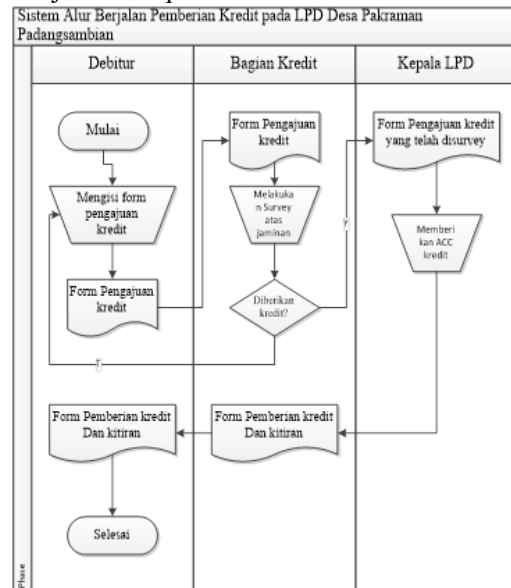 Sistem Alur Berjalan Pemberian Kredit pada LPD Desa Pakraman
Padangsambian
Debitur
Bagian Kredit
Kepala LPD
Mulai
Mengisi form
pengajuan
kredit
Form Pengajuan
kredit
Form Pengajuan
kredit
Melakuka
n Survey
atas
jaminan
Diberikan
kredit?
Y
T
Form Pengajuan kredit
yang telah disurvey
Memberi
kan ACC
kredit
Form Pemberian kredit
Dan kitiran
Form Pemberian kredit
Dan kitiran
Selesai
Phase